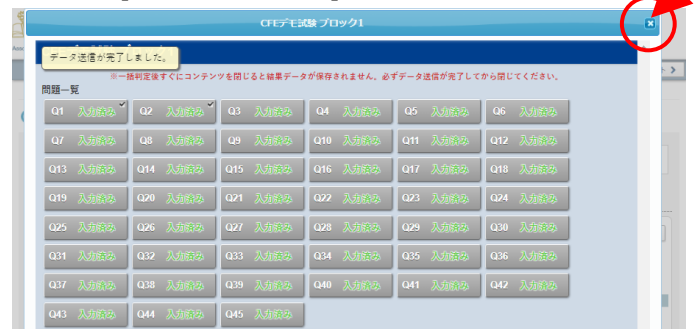 CFEデモ試験 ブロック1
データ送信が完了しました。
※一括判定後すぐにコンテンツを閉じると結果データが保存されません。必ずデータ送信が完了してから閉じてください。
問題一覧
Q1 入力済み Q2 入力済み Q3 入力済み Q4 入力済み Q5 入力済み Q6 入力済み
Q7 入力済み Q8 入力済み Q9 入力済み Q10 入力済み Q11 入力済み Q12 入力済み
Q13 入力済み Q14 入力済み Q15 入力済み Q16 入力済み Q17 入力済み Q18 入力済み
Q19 入力済み Q20 入力済み Q21 入力済み Q22 入力済み Q23 入力済み Q24 入力済み
Q25 入力済み Q26 入力済み Q27 入力済み Q28 入力済み Q29 入力済み Q30 入力済み
Q31 入力済み Q32 入力済み Q33 入力済み Q34 入力済み Q35 入力済み Q36 入力済み
Q37 入力済み Q38 入力済み Q39 入力済み Q40 入力済み Q41 入力済み Q42 入力済み
Q43 入力済み Q44 入力済み Q45 入力済み